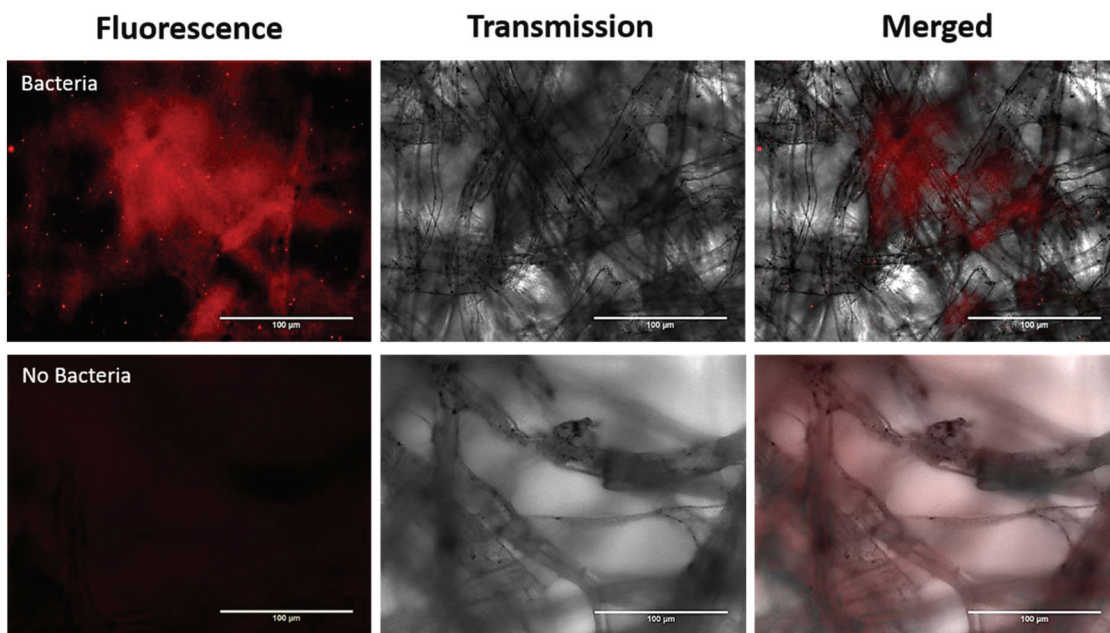 Fluorescence Transmission Merged
Bacteria
100 µm 100 µm 100 µm
No Bacteria
100 µm 100 µm 100 µm